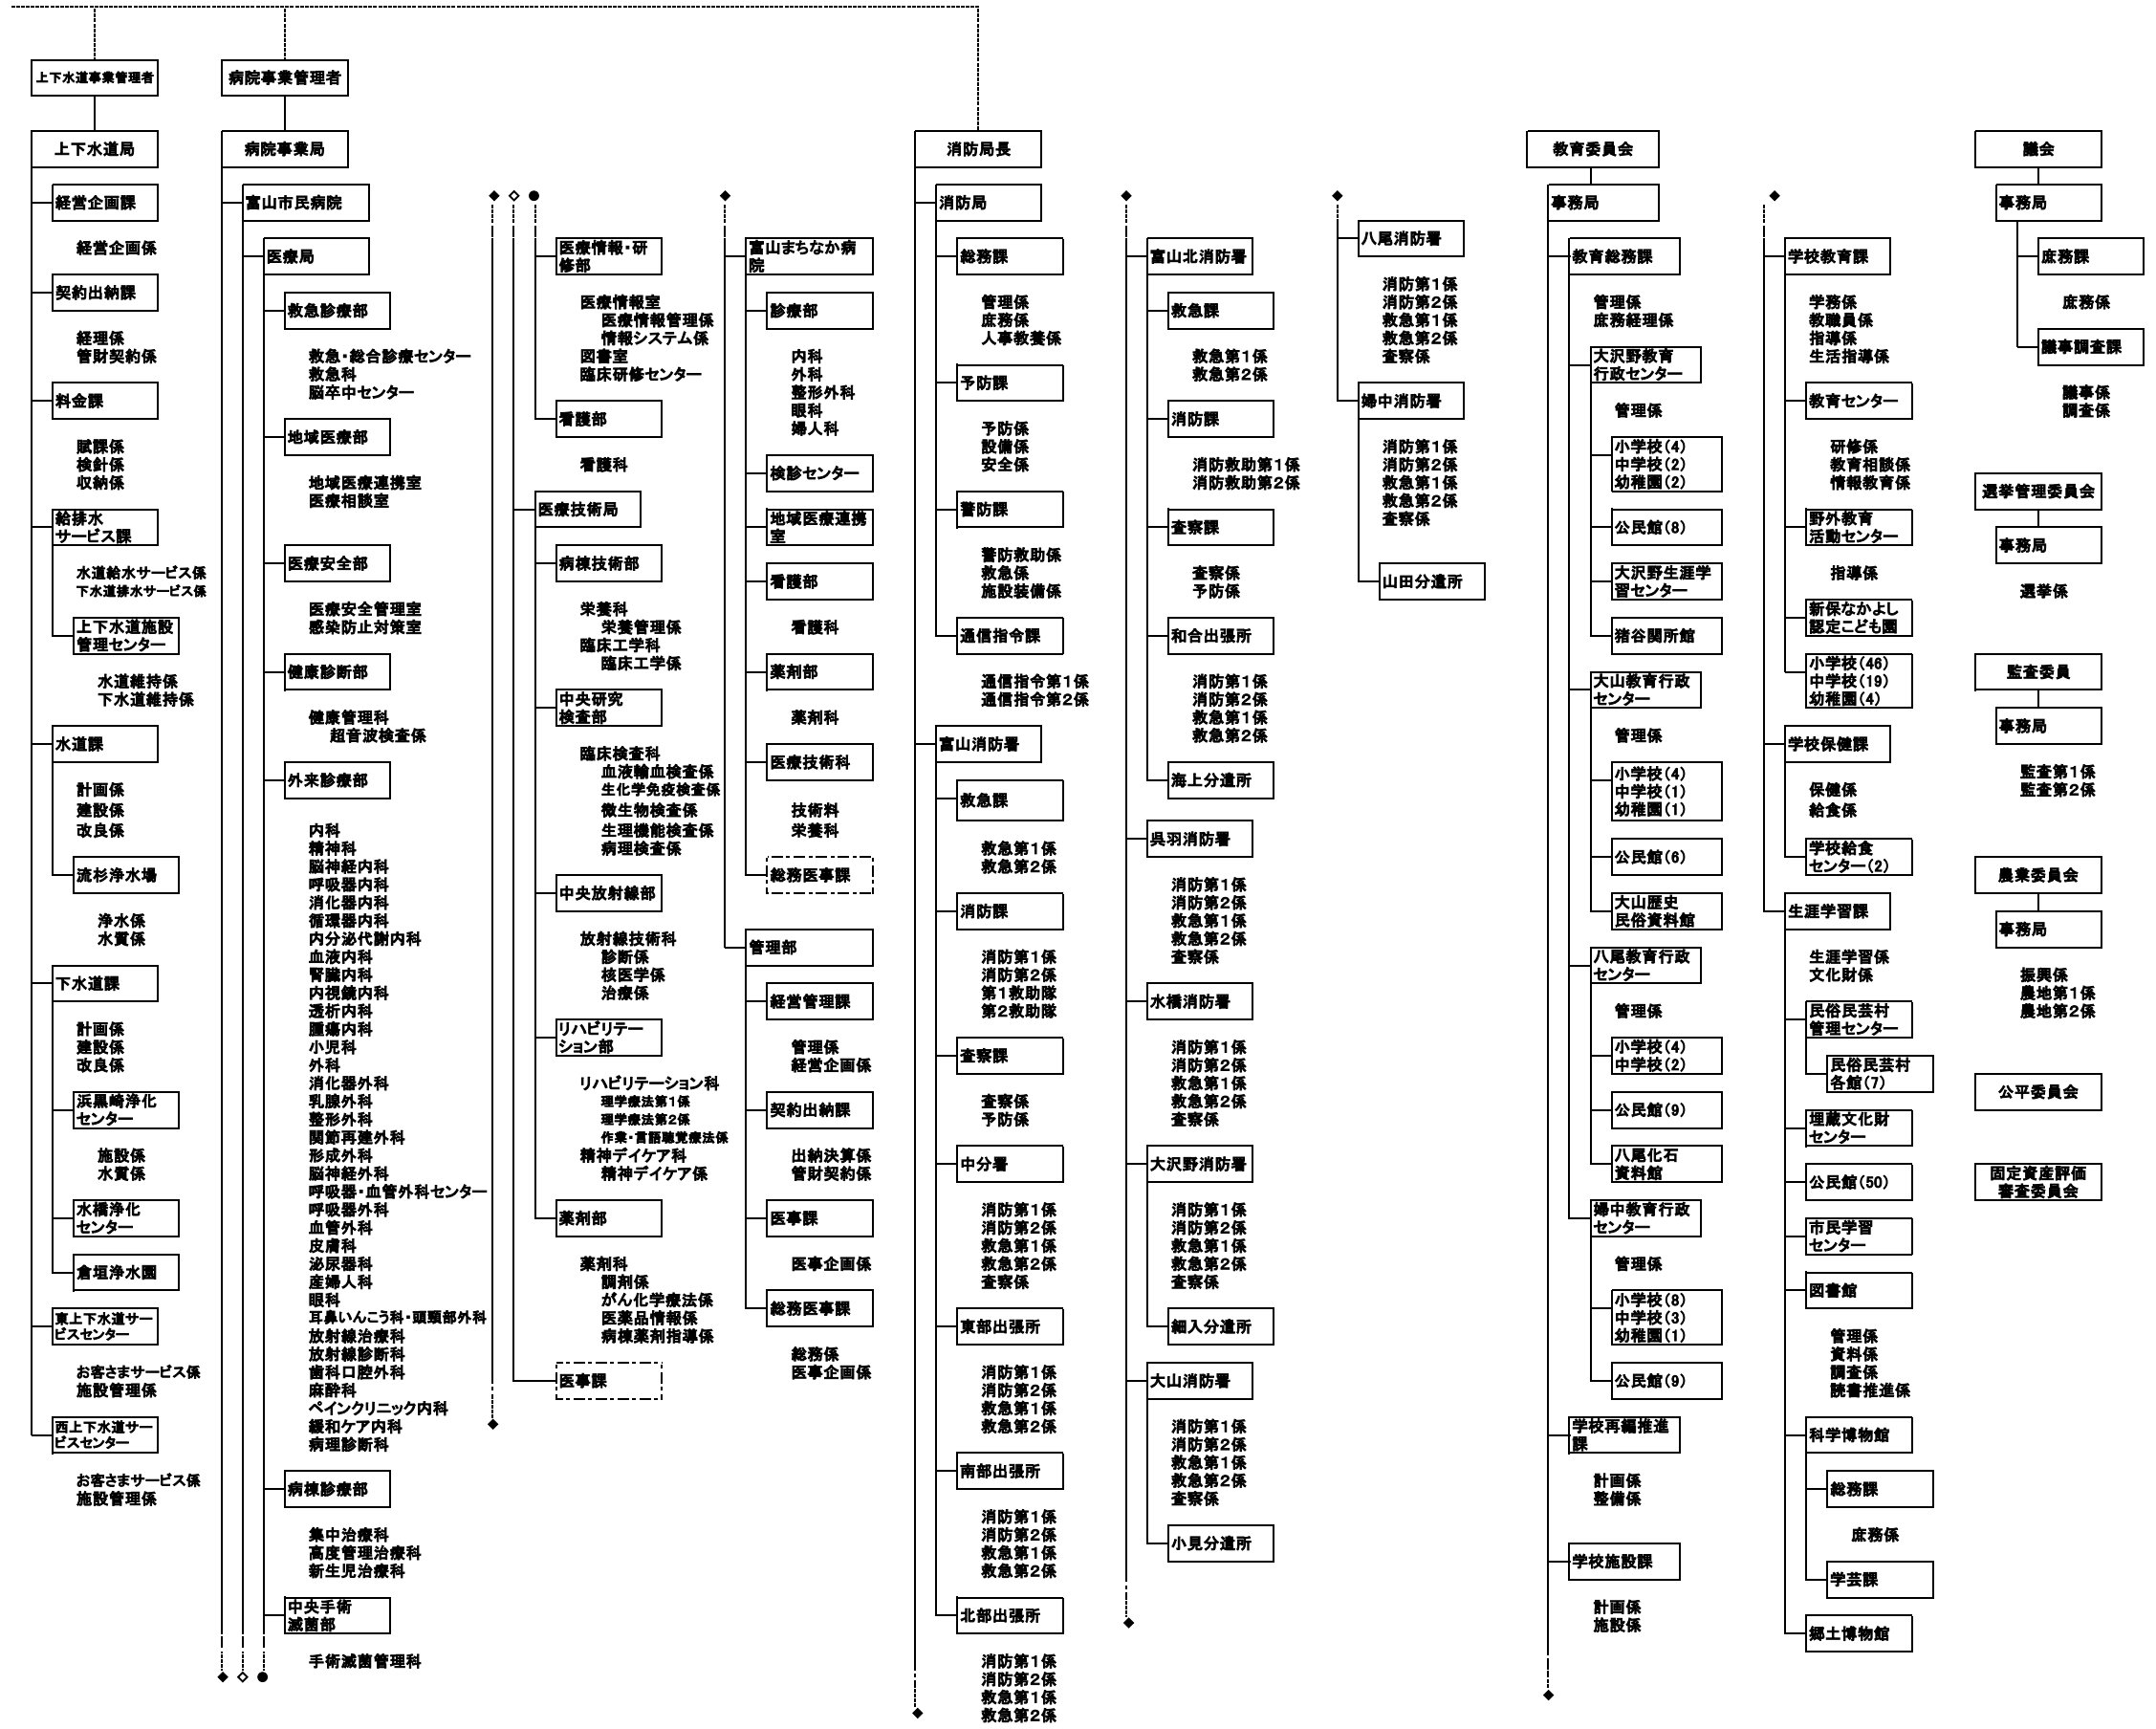 上下水道事業管理者
上下水道局
経営企画課
経営企画係
契約出納課
経理係
管財契約係
料金課
賦課係
検針係
収納係
給排水
サービス課
水道給水サービス係
下水道排水サービス係
上下水道施設
管理センター
水道維持係
下水道維持係
水道課
計画係
建設係
改良係
流杉浄水場
浄水係
水質係
下水道課
計画係
建設係
改良係
浜黒崎浄化
センター
施設係
水質係
水橋浄化
センター
倉垣浄水園
東上下水道サー
ビスセンター
お客さまサービス係
施設管理係
西上下水道サー
ビスセンター
お客さまサービス係
施設管理係
病院事業管理者
病院事業局
富山市民病院
医療局
救急診療部
救急・総合診療センター
救急科
脳卒中センター
地域医療部
地域医療連携室
医療相談室
医療安全部
医療安全管理室
感染防止対策室
健康診断部
健康管理科
超音波検査係
外来診療部
内科
精神科
脳神経内科
呼吸器内科
消化器内科
循環器内科
内分泌代謝内科
血液内科
腎臓内科
内視鏡内科
透析内科
腫瘍内科
小児科
外科
消化器外科
乳腺外科
整形外科
関節再建外科
形成外科
脳神経外科
呼吸器・血管外科センター
呼吸器外科
血管外科
皮膚科
泌尿器科
産婦人科
眼科
耳鼻いんこう科・頭頸部外科
放射線治療科
放射線診断科
歯科口腔外科
麻酔科
ペインクリニック内科
緩和ケア内科
病理診断科
病棟診療部
集中治療科
高度管理治療科
新生児治療科
中央手術
滅菌部
手術滅菌管理科
医療情報・研
修部
医療情報室
医療情報管理係
情報システム係
図書室
臨床研修センター
看護部
看護科
医療技術局
病棟技術部
栄養科
栄養管理係
臨床工学科
臨床工学係
中央研究
検査部
臨床検査科
血液輸血検査係
生化学免疫検査係
微生物検査係
生理機能検査係
病理検査係
中央放射線部
放射線技術科
診断係
核医学係
治療係
リハビリテー
ション部
リハビリテーション科
理学療法第1係
理学療法第2係
作業・言語聴覚療法係
精神デイケア科
精神デイケア係
薬剤部
薬剤科
調剤係
がん化学療法係
医薬品情報係
病棟薬剤指導係
医事課
富山まちなか病
院
診療部
内科
外科
整形外科
眼科
婦人科
検診センター
地域医療連携
室
看護部
看護科
薬剤部
薬剤科
医療技術科
技術科
栄養科
総務医事課
管理部
経営管理課
管理係
経営企画係
契約出納課
出納決算係
管財契約係
医事課
医事企画係
総務医事課
総務係
医事企画係
消防局長
消防局
総務課
管理係
庶務係
人事教養係
予防課
予防係
設備係
安全係
警防課
警防救助係
救急係
施設装備係
通信指令課
通信指令第1係
通信指令第2係
富山消防署
救急課
救急第1係
救急第2係
消防課
消防第1係
消防第2係
第1救助隊
第2救助隊
査察課
査察係
予防係
中分署
消防第1係
消防第2係
救急第1係
救急第2係
査察係
東部出張所
消防第1係
消防第2係
救急第1係
救急第2係
南部出張所
消防第1係
消防第2係
救急第1係
救急第2係
北部出張所
消防第1係
消防第2係
救急第1係
救急第2係
富山北消防署
救急課
救急第1係
救急第2係
消防課
消防救助第1係
消防救助第2係
査察課
査察係
予防係
和合出張所
消防第1係
消防第2係
救急第1係
救急第2係
海上分遣所
呉羽消防署
消防第1係
消防第2係
救急第1係
救急第2係
査察係
水橋消防署
消防第1係
消防第2係
救急第1係
救急第2係
査察係
大沢野消防署
消防第1係
消防第2係
救急第1係
救急第2係
査察係
細入分遣所
大山消防署
消防第1係
消防第2係
救急第1係
救急第2係
査察係
小見分遣所
八尾消防署
消防第1係
消防第2係
救急第1係
救急第2係
査察係
婦中消防署
消防第1係
消防第2係
救急第1係
救急第2係
査察係
山田分遣所
教育委員会
事務局
教育総務課
管理係
庶務経理係
大沢野教育
行政センター
管理係
小学校(4)
中学校(2)
幼稚園(2)
公民館(8)
大沢野生涯学
習センター
猪谷関所館
大山教育行政
センター
管理係
小学校(4)
中学校(1)
幼稚園(1)
公民館(6)
大山歴史
民俗資料館
八尾教育行政
センター
管理係
小学校(4)
中学校(2)
公民館(9)
八尾化石
資料館
婦中教育行政
センター
管理係
小学校(8)
中学校(3)
幼稚園(1)
公民館(9)
学校再編推進
課
計画係
整備係
学校施設課
計画係
施設係
学校教育課
学務係
教職員係
指導係
生活指導係
教育センター
研修係
教育相談係
情報教育係
野外教育
活動センター
指導係
新保なかよし
認定こども園
小学校(46)
中学校(19)
幼稚園(4)
学校保健課
保健係
給食係
学校給食
センター(2)
生涯学習課
生涯学習係
文化財係
民俗民芸村
管理センター
民俗民芸村
各館(7)
埋蔵文化財
センター
公民館(50)
市民学習
センター
図書館
管理係
資料係
調査係
読書推進係
科学博物館
総務課
庶務係
学芸課
郷土博物館
議会
事務局
庶務課
庶務係
議事調査課
議事係
調査係
選挙管理委員会
事務局
選挙係
監査委員
事務局
監査第1係
監査第2係
農業委員会
事務局
振興係
農地第1係
農地第2係
公平委員会
固定資産評価
審査委員会